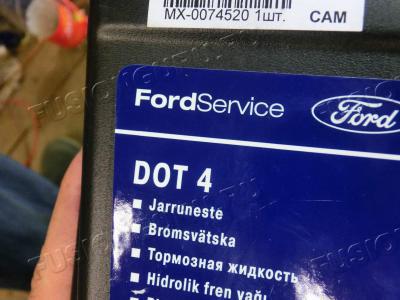 MX-0074520 1шт. CAM
FordService
Ford
DOT 4
Jarruneste
Bromsvätska
Тормозная жидкость
Hidrolik fren yağı